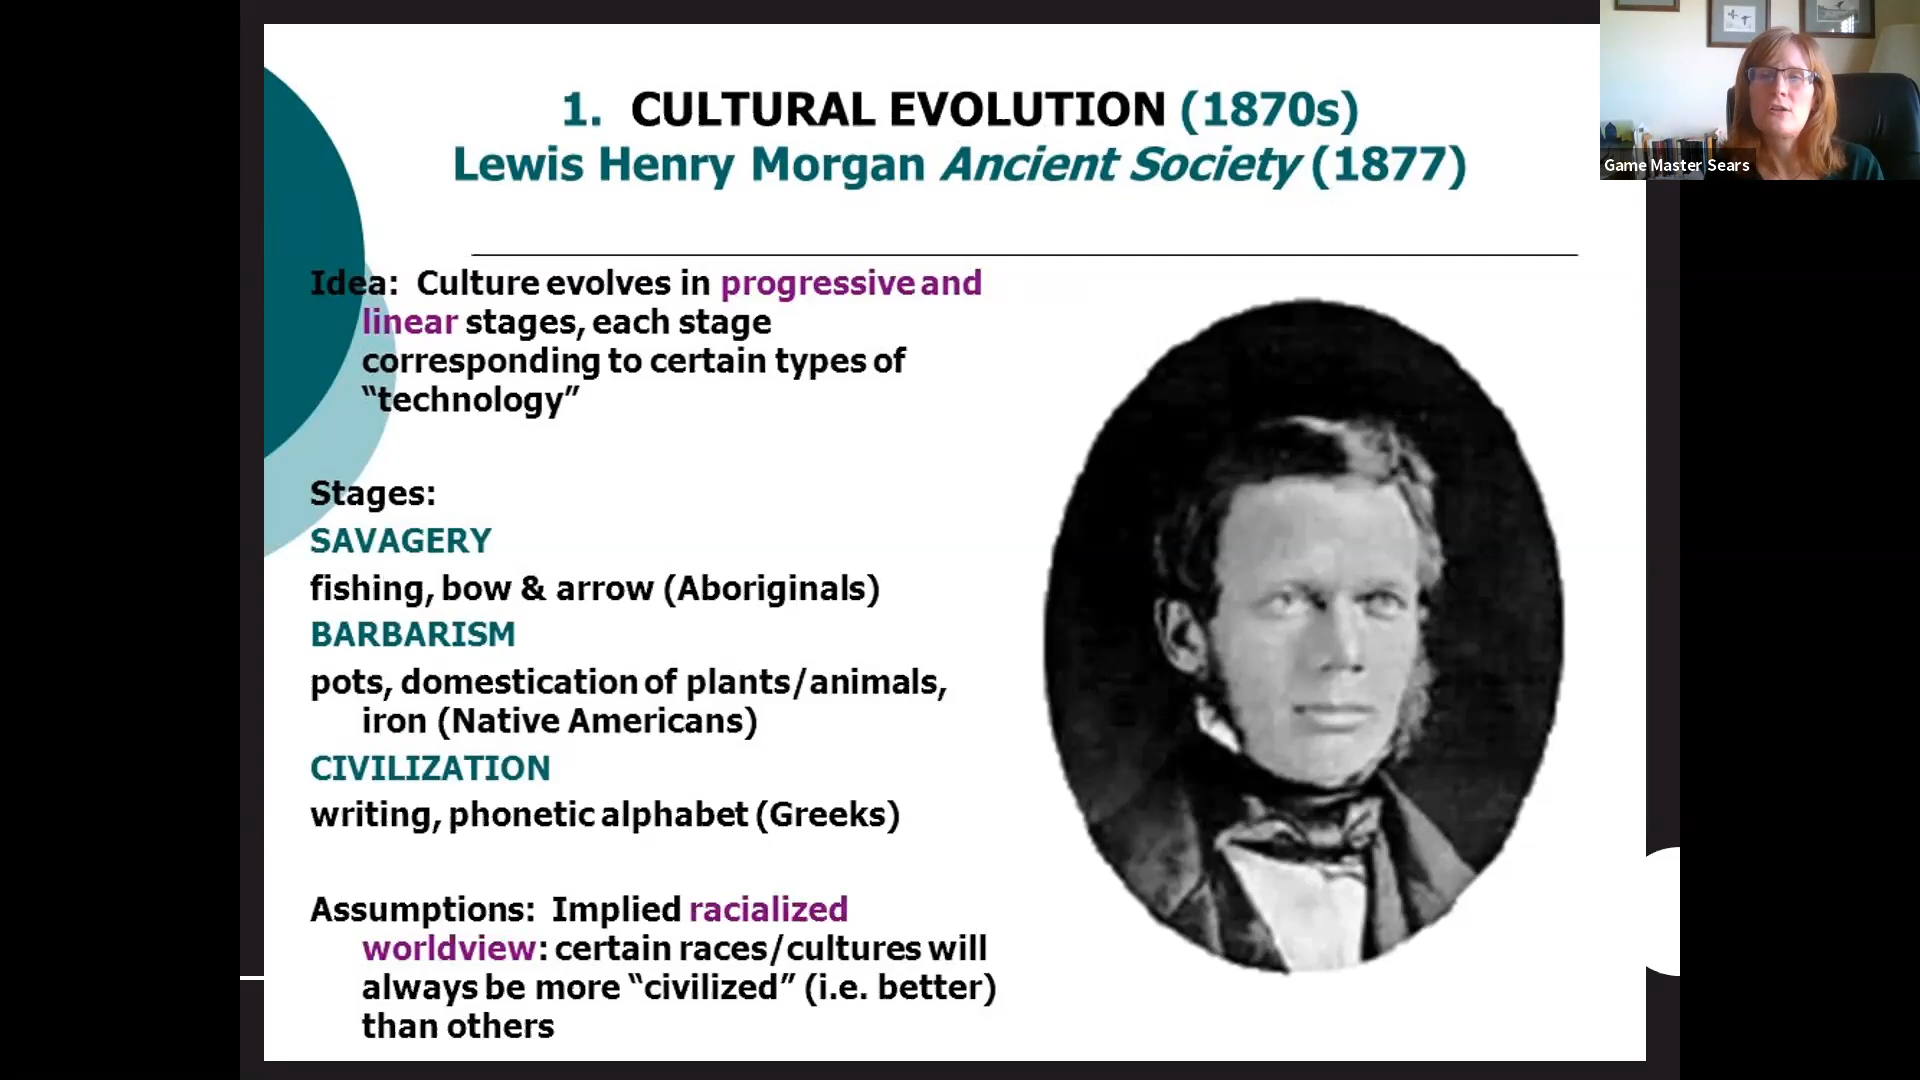 1. CULTURAL EVOLUTION (1870s)
Lewis Henry Morgan Ancient Society (1877)
Game Master Sears
Idea: Culture evolves in progressive and
linear stages, each stage
corresponding to certain types of
“technology”
Stages:
SAVAGERY
fishing, bow & arrow (Aboriginals)
BARBARISM
pots, domestication of plants/animals,
iron (Native Americans)
CIVILIZATION
writing, phonetic alphabet (Greeks)
Assumptions: Implied racialized
worldview: certain races/cultures will
always be more “civilized” (i.e. better)
than others